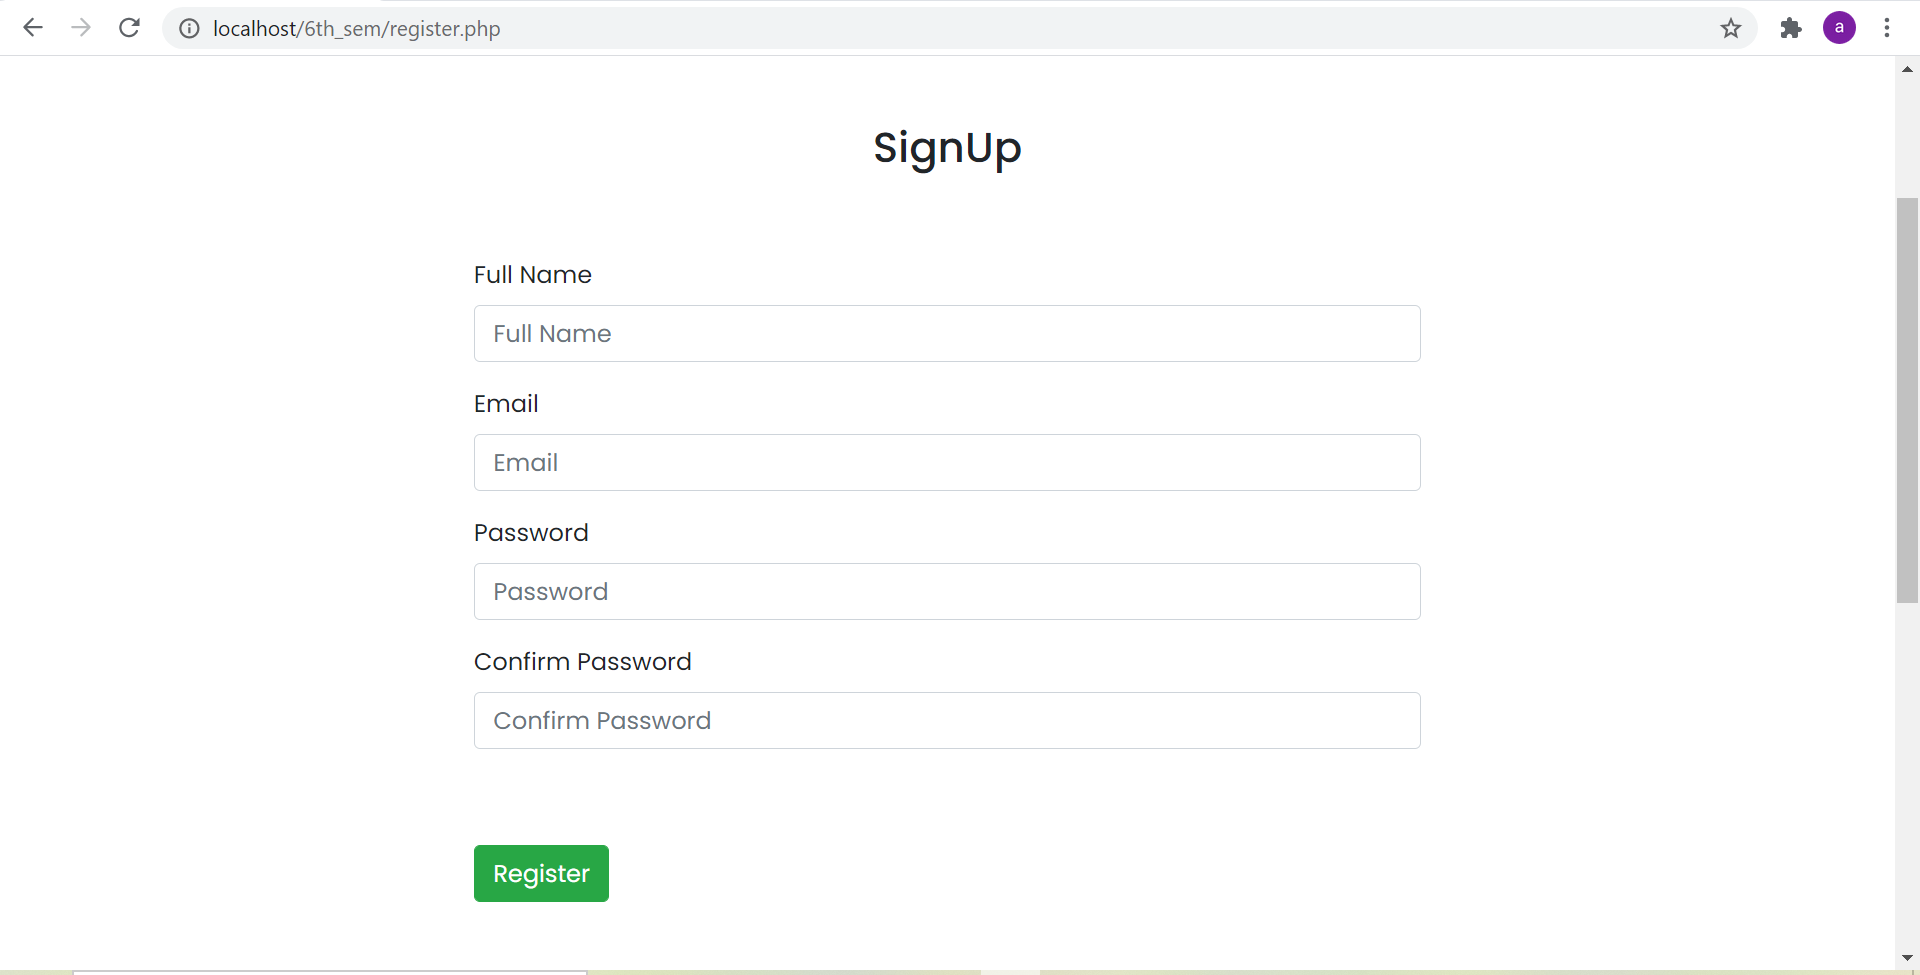 localhost/6th_sem/register.php
a
SignUp
Full Name
Full Name
Email
Email
Password
Password
Confirm Password
Confirm Password
Register